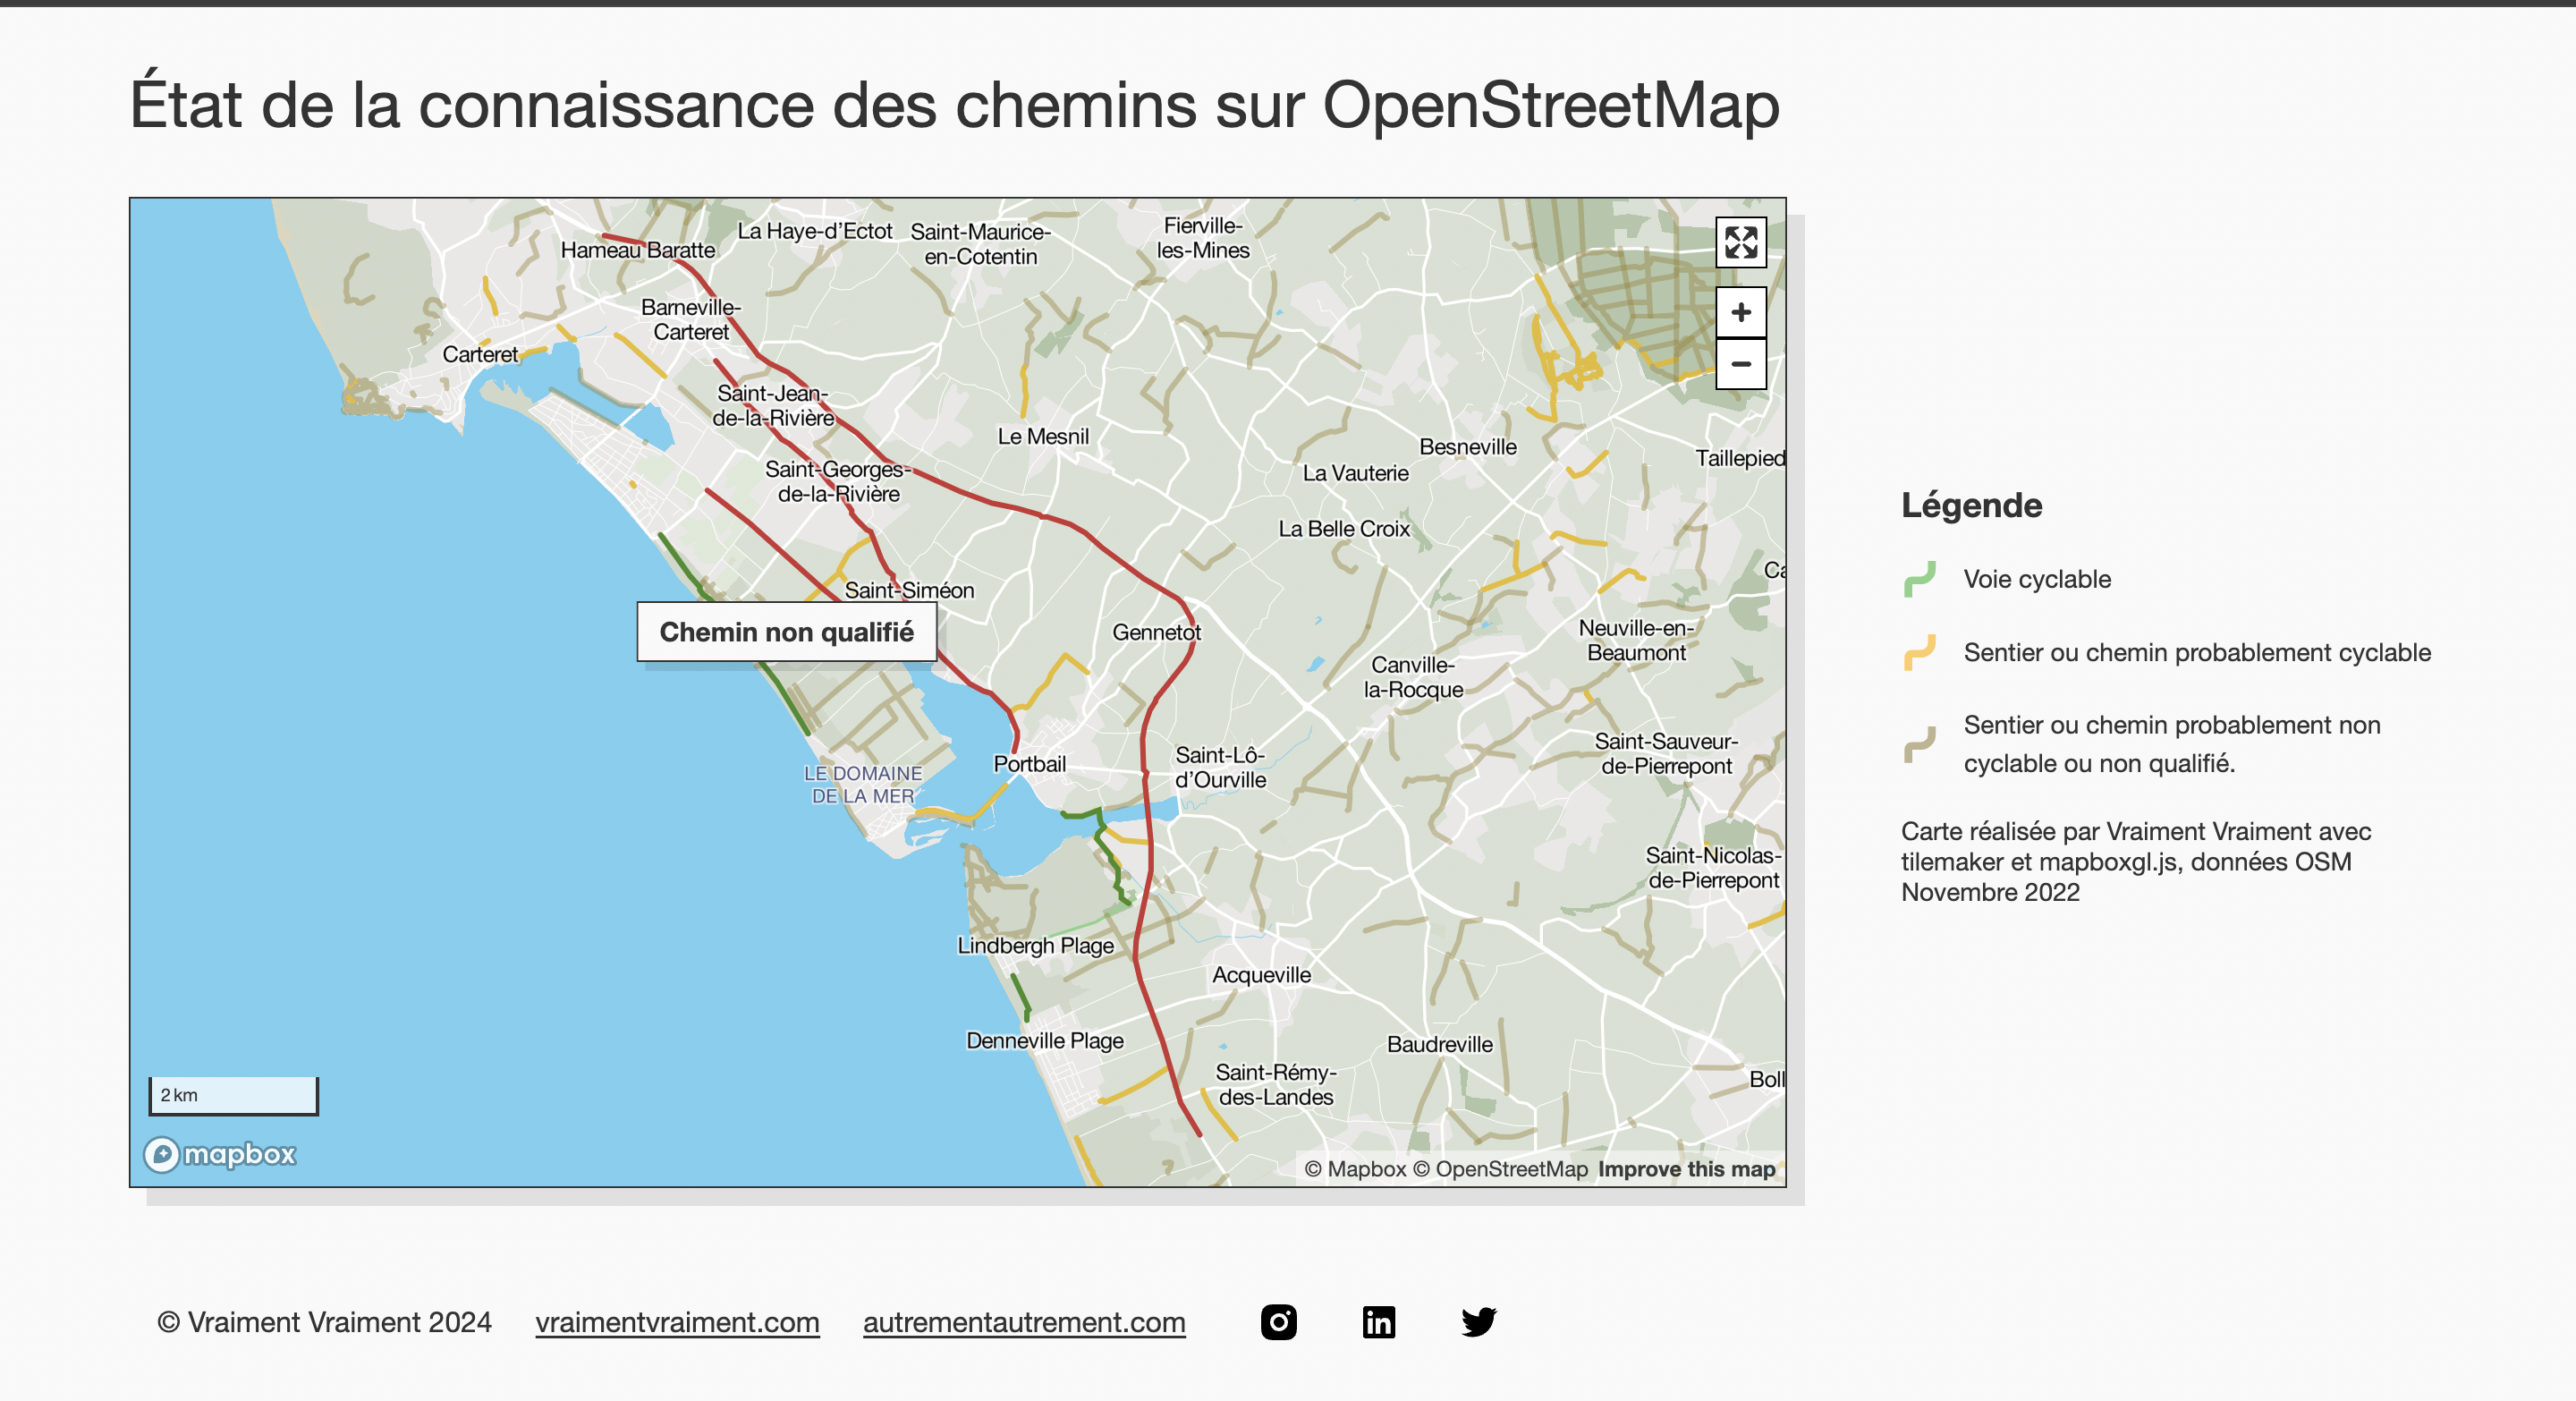 État de la connaissance des chemins sur OpenStreetMap
La Haye-d'Ectot
Saint-Maurice-
en-Cotentin
Fierville-
les-Mines
Hameau Baratte
Barneville-
Carteret
Carteret
Saint-Jean-
de-la-Rivière
Le Mesnil
Besneville
Taillepied
Saint-Georges-
de-la-Rivière
La Vauterie
La Belle Croix
Ca
Saint-Siméon
Chemin non qualifié
Gennetot
Neuville-en-
Beaumont
Canville-
la-Rocque
Saint-Sauveur-
de-Pierrepont
Portbail
Saint-Lô-
d'Ourville
LE DOMAINE
DE LA MER
Saint-Nicolas-
de-Pierrepont
Lindbergh Plage
Acqueville
Denneville Plage
Baudreville
Saint-Rémy-
des-Landes
Boll
2 km
mapbox
© Mapbox © OpenStreetMap Improve this map
Légende
Voie cyclable
Sentier ou chemin probablement cyclable
Sentier ou chemin probablement non
cyclable ou non qualifié.
Carte réalisée par Vraiment Vraiment avec
tilemaker et mapboxgl.js, données OSM
Novembre 2022
© Vraiment Vraiment 2024 vraimentvraiment.com autrementautrement.com